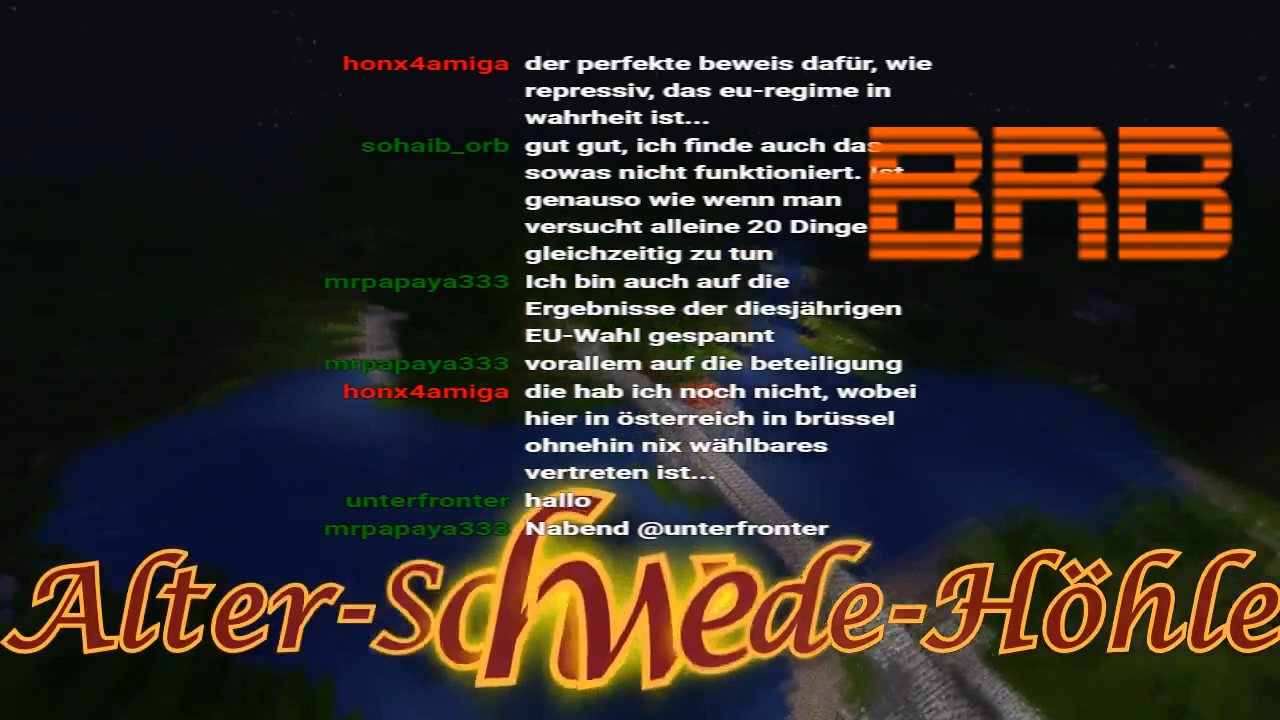 honx4amiga der perfekte beweis dafür, wie
repressiv, das eu-regime in
wahrheit ist...
sohaib_orb gut gut, ich finde auch das
sowas nicht funktioniert. Ist
genauso wie wenn man
versucht alleine 20 Dinge
gleichzeitig zu tun
BRB
mrpapaya333 Ich bin auch auf die
Ergebnisse der diesjährigen
EU-Wahl gespannt
mrpapaya333 vorallem auf die beteiligung
honx4amiga die hab ich noch nicht, wobei
hier in österreich in brüssel
ohnehin nix wählbares
vertreten ist...
unterfronter hallo
mrpapaya333 Nabend @unterfronter
Alter-Schwede-Höhle